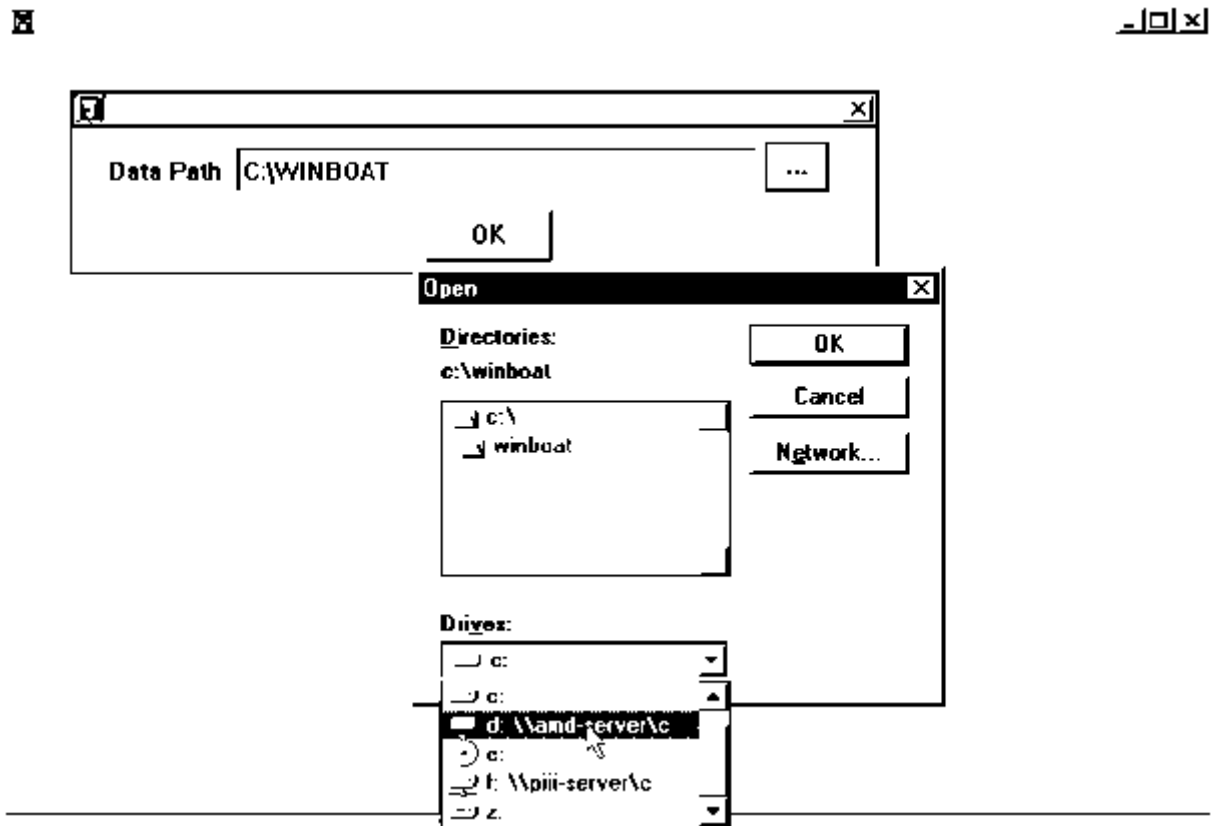 Data Path C:\WINBOAT ...
OK
Open
Directories:
OK
c:\winboat
Cancel
c:\
winboat
Network...
Drives:
c:
c:
d: \\amd-server\c
e:
f: \\piii-server\c
z: